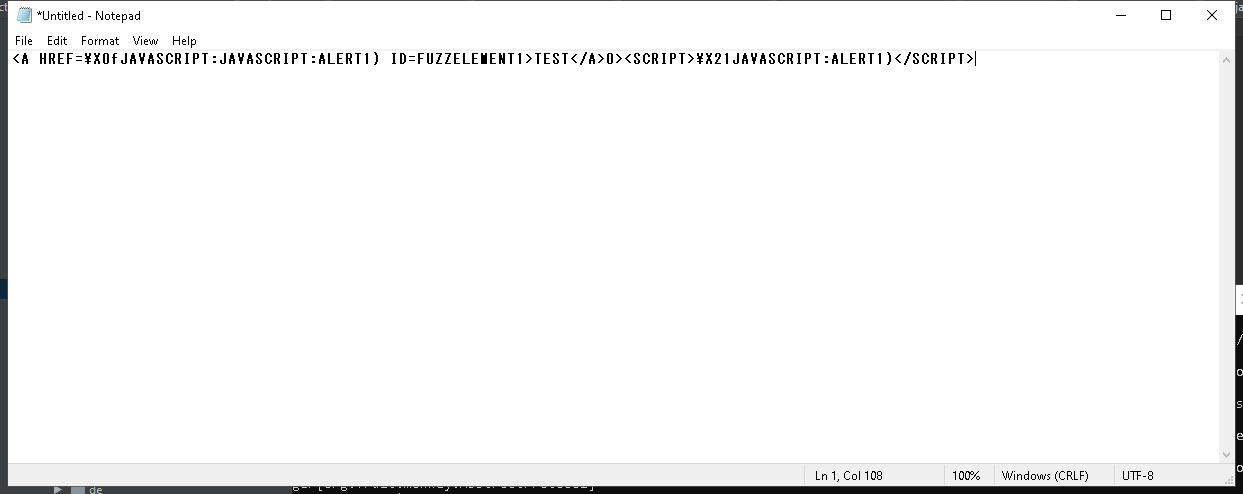 *Untitled - Notepad
File Edit Format View Help
<A HREF=¥X0fJAVASCRIPT:JAVASCRIPT:ALERT1) ID=FUZZELEMENT1>TEST</A>0><SCRIPT>¥X21JAVASCRIPT:ALERT1)</SCRIPT>
Ln 1, Col 108 100% Windows (CRLF) UTF-8
de